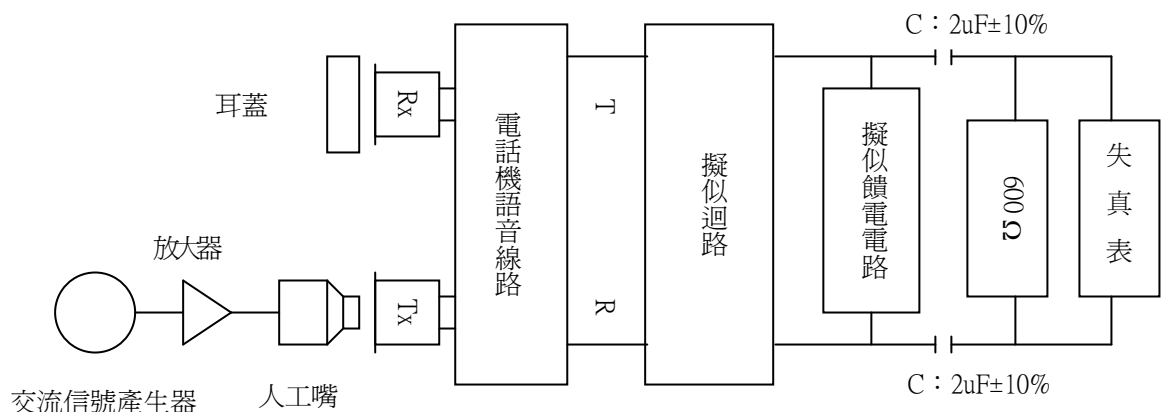 C：2uF±10%
耳蓋
Rx
電話機語音線路
T
擬似迴路
擬似饋電電路
600 Ω
失真表
放大器
Tx
R
交流信號產生器
人工嘴
C：2uF±10%